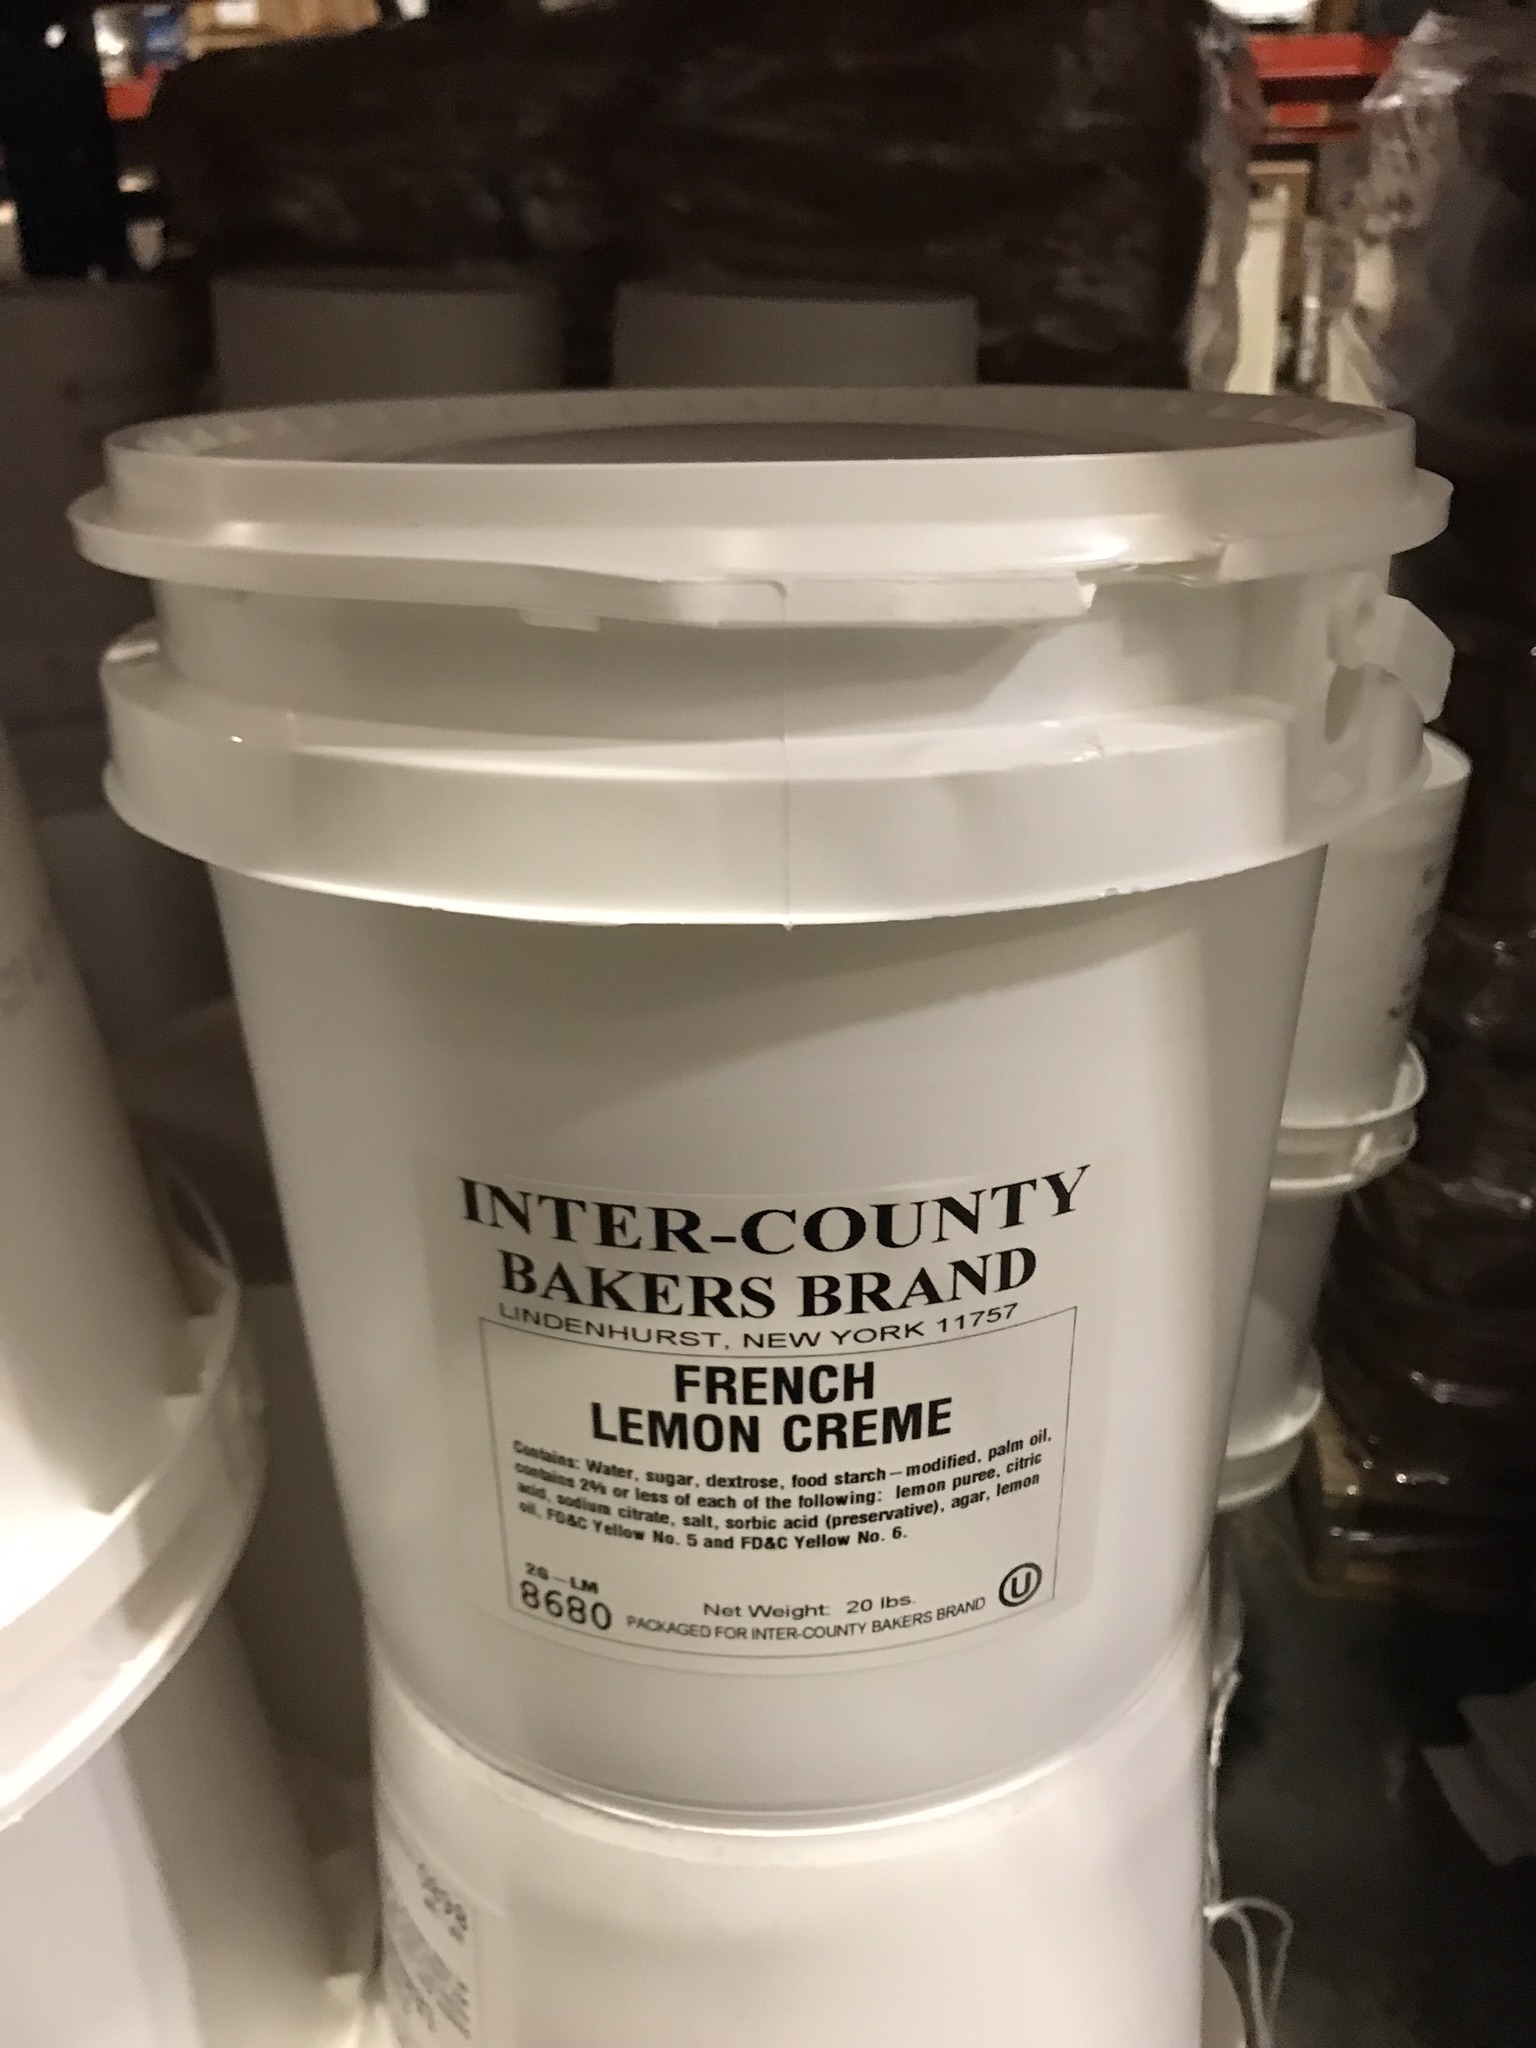 INTER-COUNTY
BAKERS BRAND
LINDENHURST, NEW YORK 11757
FRENCH
LEMON CREME
Contains: Water, sugar, dextrose, food starch – modified, palm oil,
contains 2% or less of each of the following: lemon puree, citric
acid, sodium citrate, salt, sorbic acid (preservative), agar, lemon
oil, FD&C Yellow No. 5 and FD&C Yellow No. 6.
2G – LM
8680
Net Weight: 20 lbs.
U
PACKAGED FOR INTER-COUNTY BAKERS BRAND